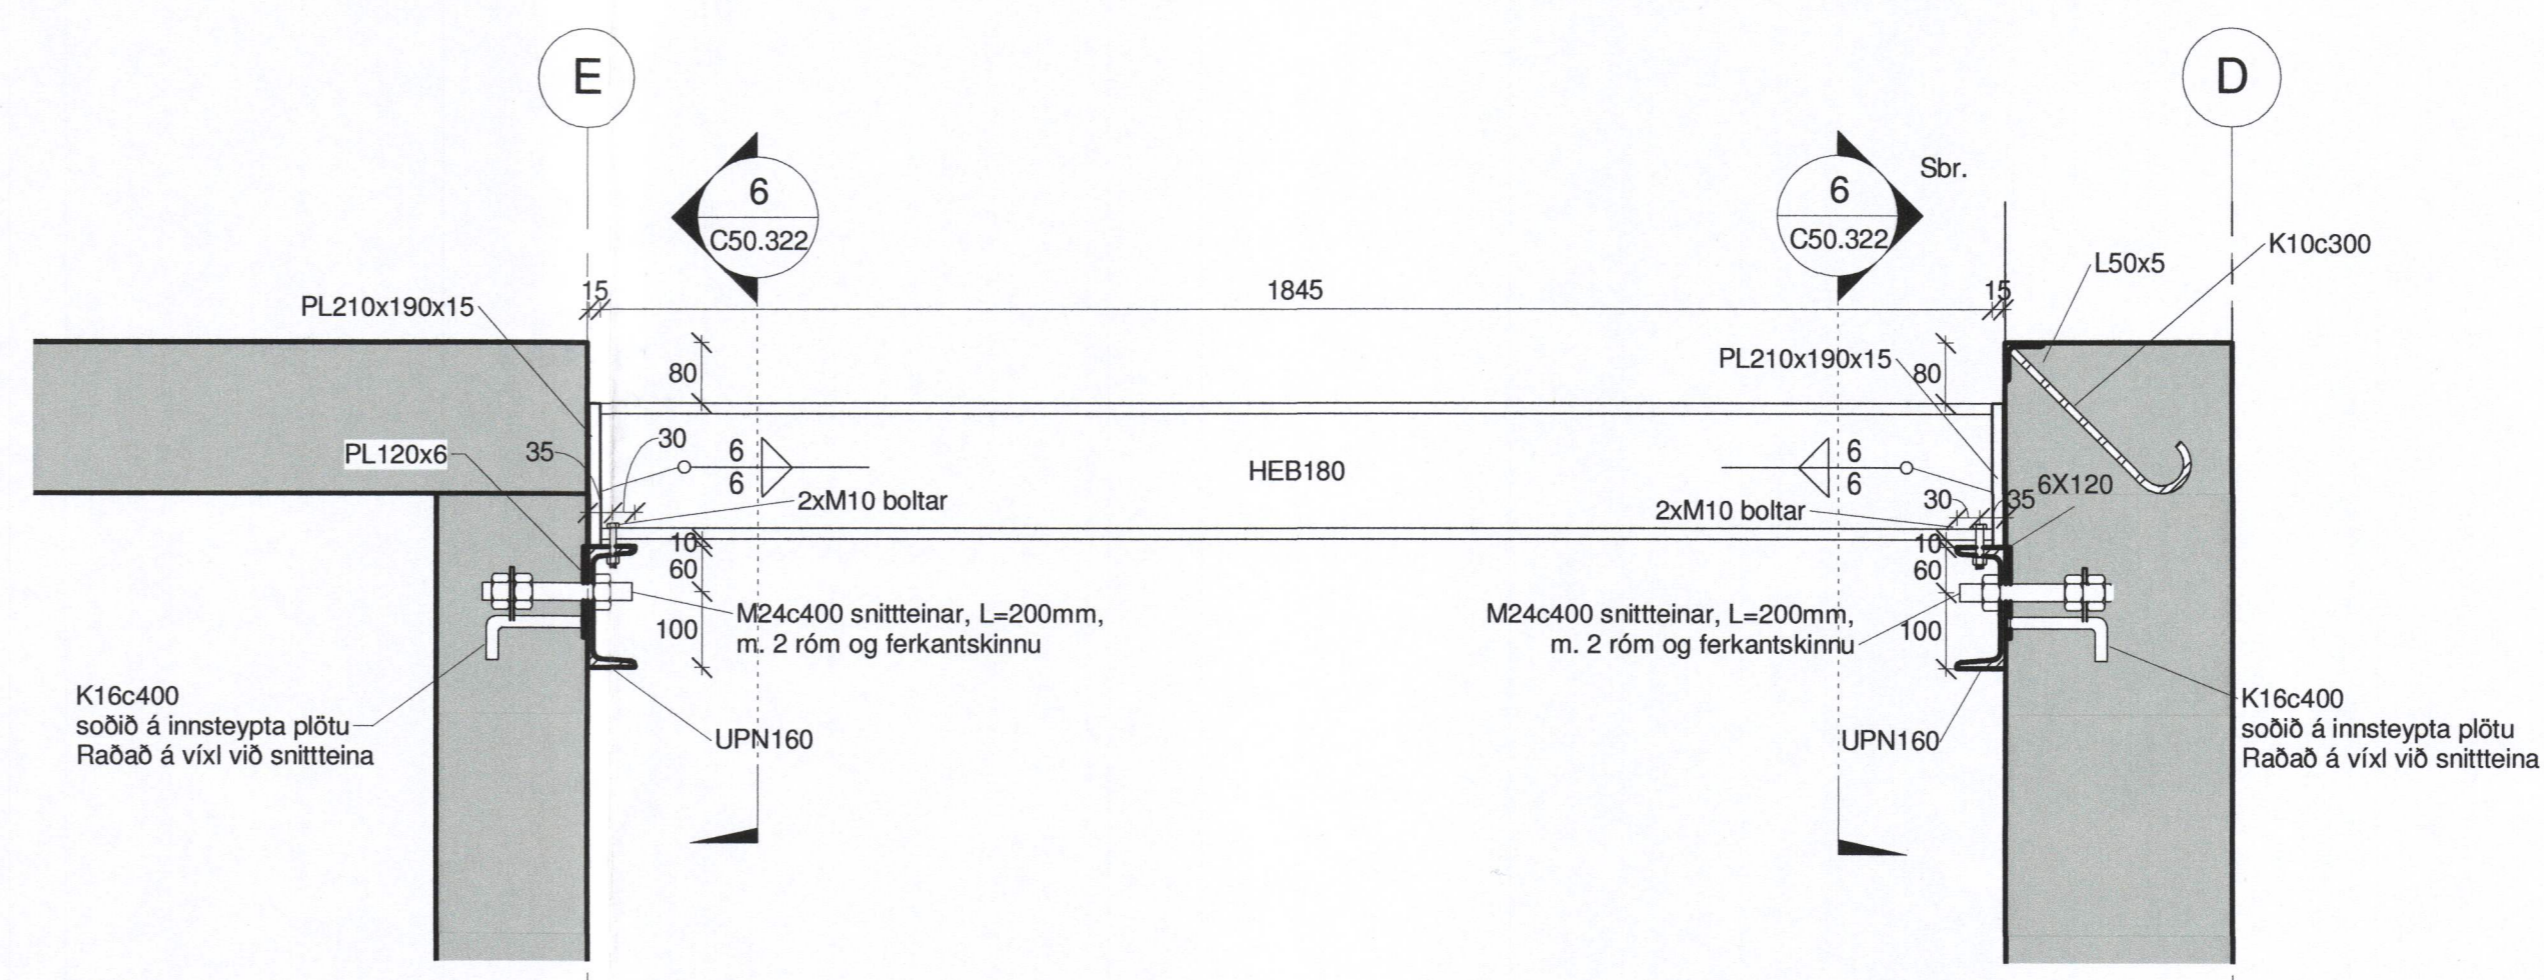 E
D
6
C50.322
6
C50.322
Sbr.
K10c300
L50x5
15
1845
15
PL210x190x15
PL210x190x15
80
80
PL120x6
35
30
6
6
HEB180
6
6
2xM10 boltar
2xM10 boltar
30
35
6X120
10
60
100
10
60
100
M24c400 snittteinar, L=200mm,
m. 2 róm og ferkantskinnu
M24c400 snittteinar, L=200mm,
m. 2 róm og ferkantskinnu
K16c400
soðið á innsteypta plötu
Raðað á víxl við snittteina
UPN160
UPN160
K16c400
soðið á innsteypta plötu
Raðað á víxl við snittteina